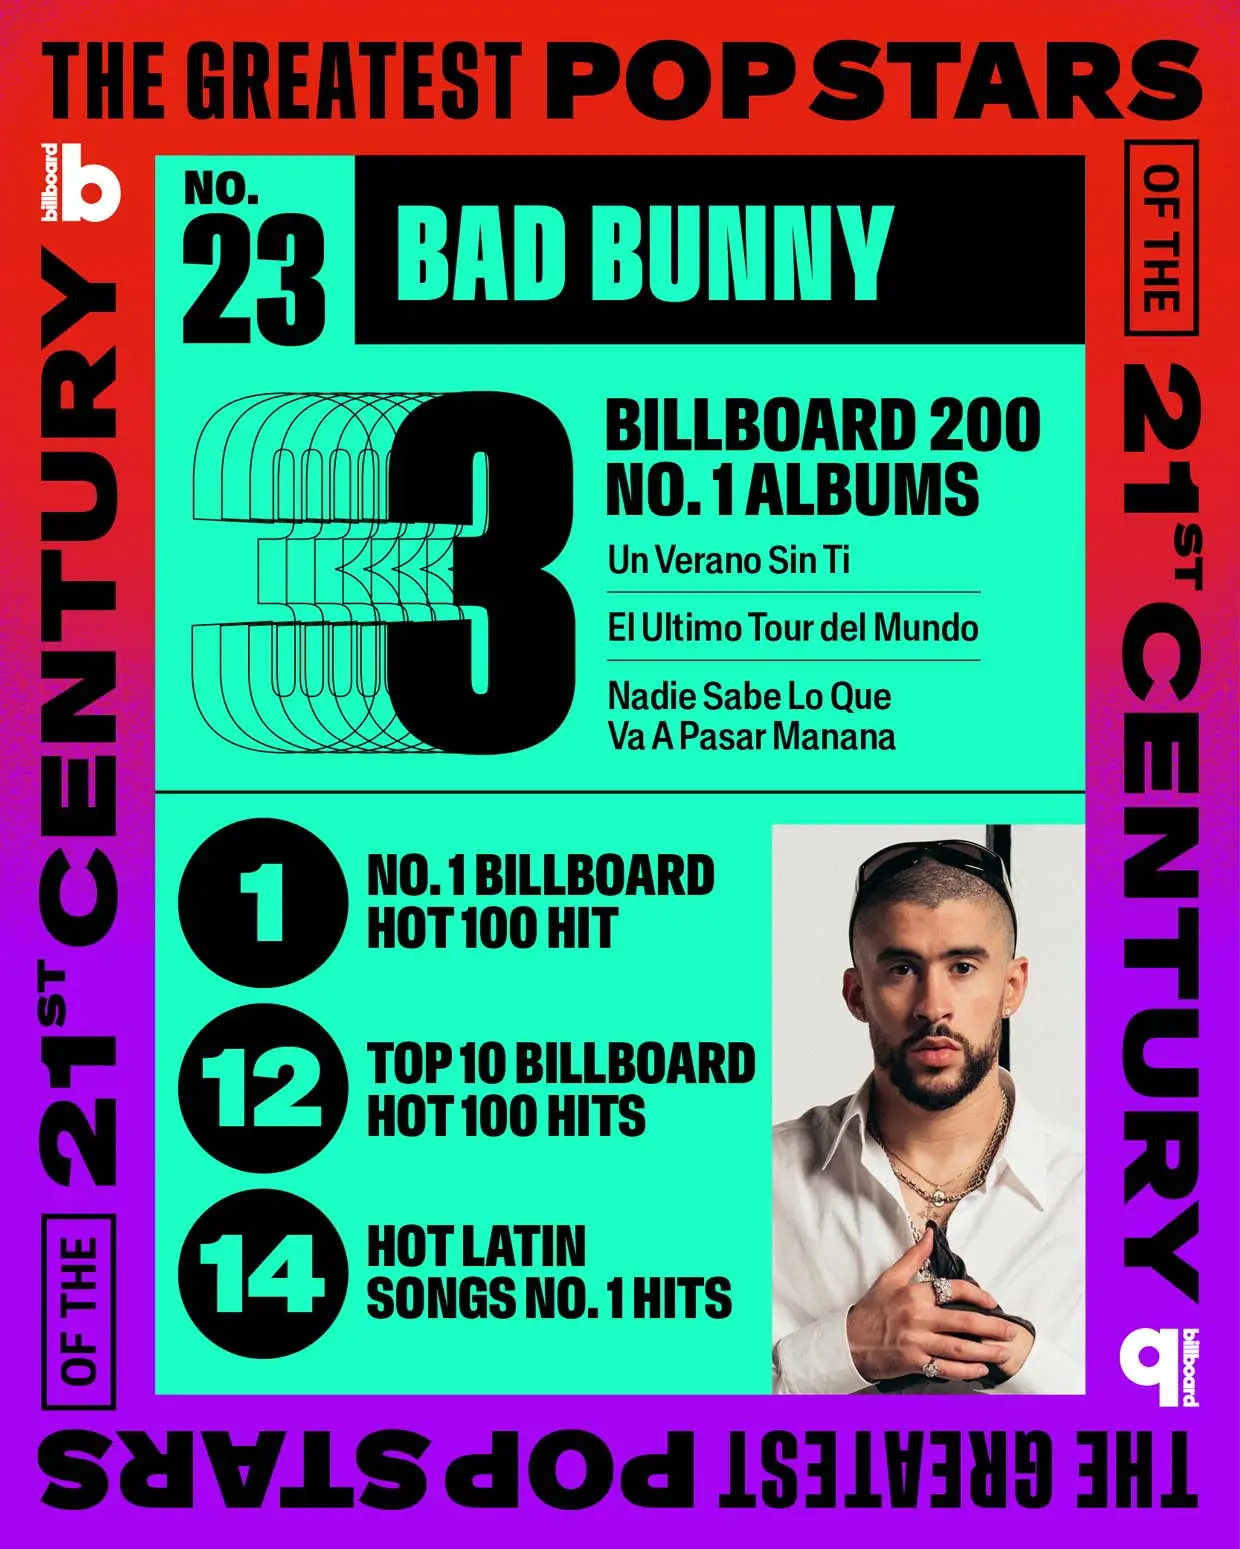 THE GREATEST POP STARS
OF THE
21ST CENTURY
billboard
b
NO.
23
BAD BUNNY
3
BILLBOARD 200
NO. 1 ALBUMS
Un Verano Sin Ti
El Ultimo Tour del Mundo
Nadie Sabe Lo Que
Va A Pasar Manana
1
NO. 1 BILLBOARD
HOT 100 HIT
12
TOP 10 BILLBOARD
HOT 100 HITS
14
HOT LATIN
SONGS NO. 1 HITS
billboard
b
THE GREATEST POP STARS
OF THE
21ST CENTURY